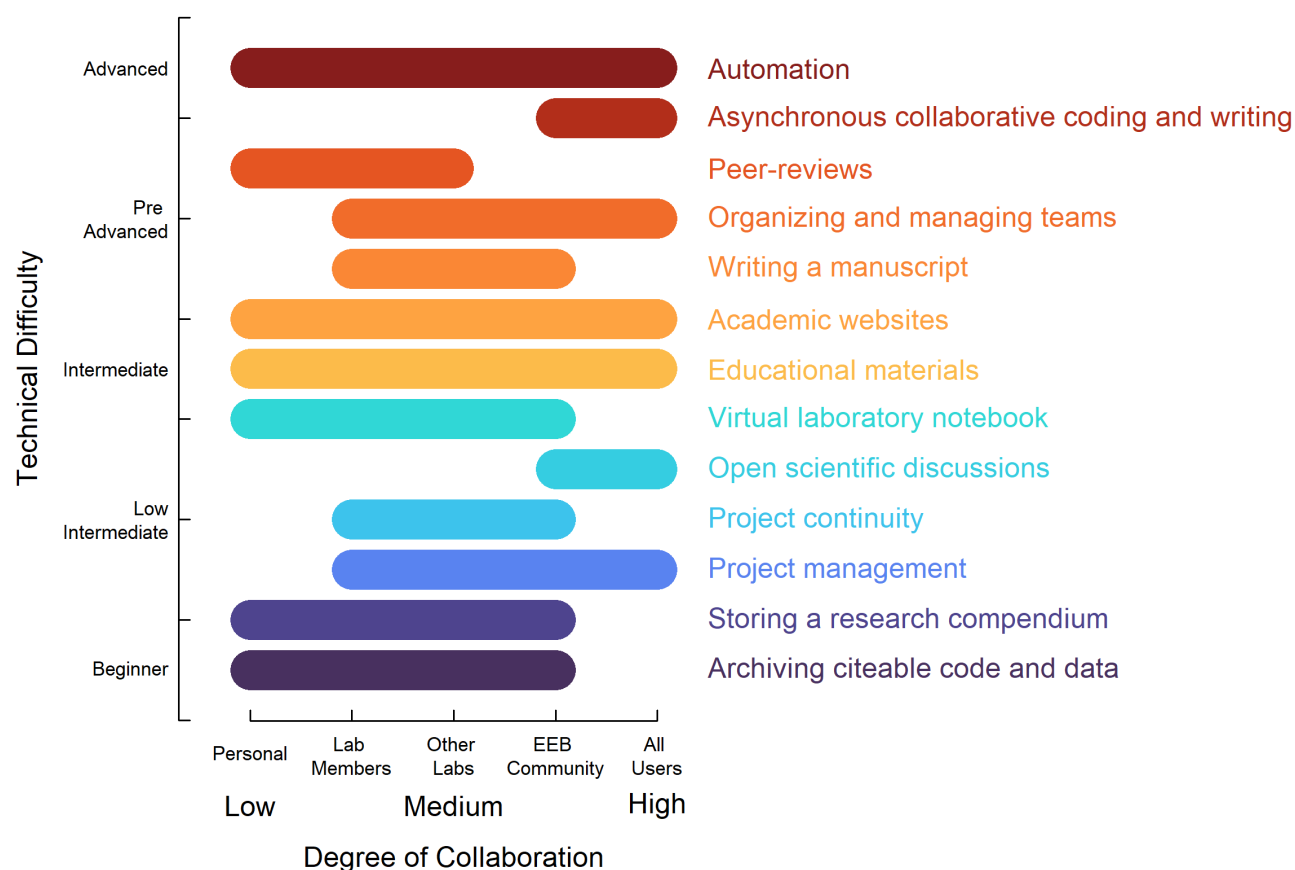 Technical Difficulty
Advanced
Pre
Advanced
Intermediate
Low
Intermediate
Beginner
Automation
Asynchronous collaborative coding and writing
Peer-reviews
Organizing and managing teams
Writing a manuscript
Academic websites
Educational materials
Virtual laboratory notebook
Open scientific discussions
Project continuity
Project management
Storing a research compendium
Archiving citeable code and data
Personal
Lab
Members
Other
Labs
EEB
Community
All
Users
Low
Medium
High
Degree of Collaboration